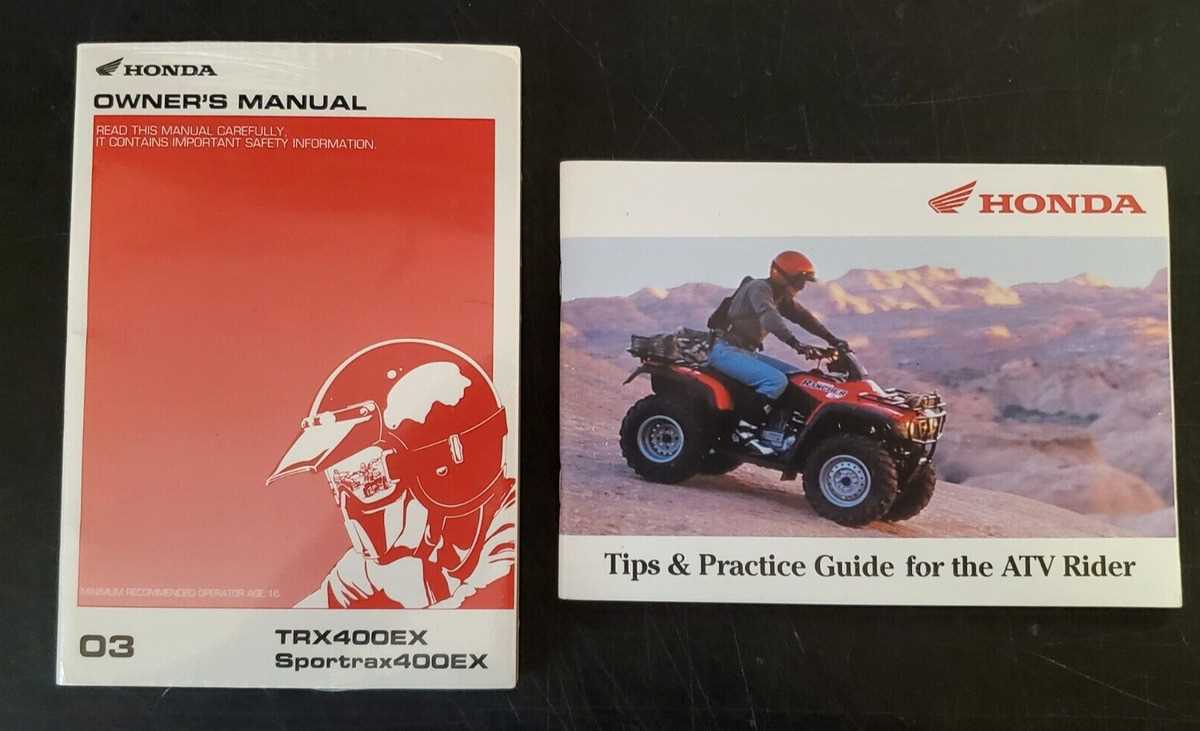 HONDA
OWNER'S MANUAL
READ THIS MANUAL CAREFULLY,
IT CONTAINS IMPORTANT SAFETY INFORMATION.
MINIMUM RECOMMENDED OPERATOR AGE 16
03
TRX400EX
Sportrax400EX
HONDA
RANCHER
Tips & Practice Guide for the ATV Rider